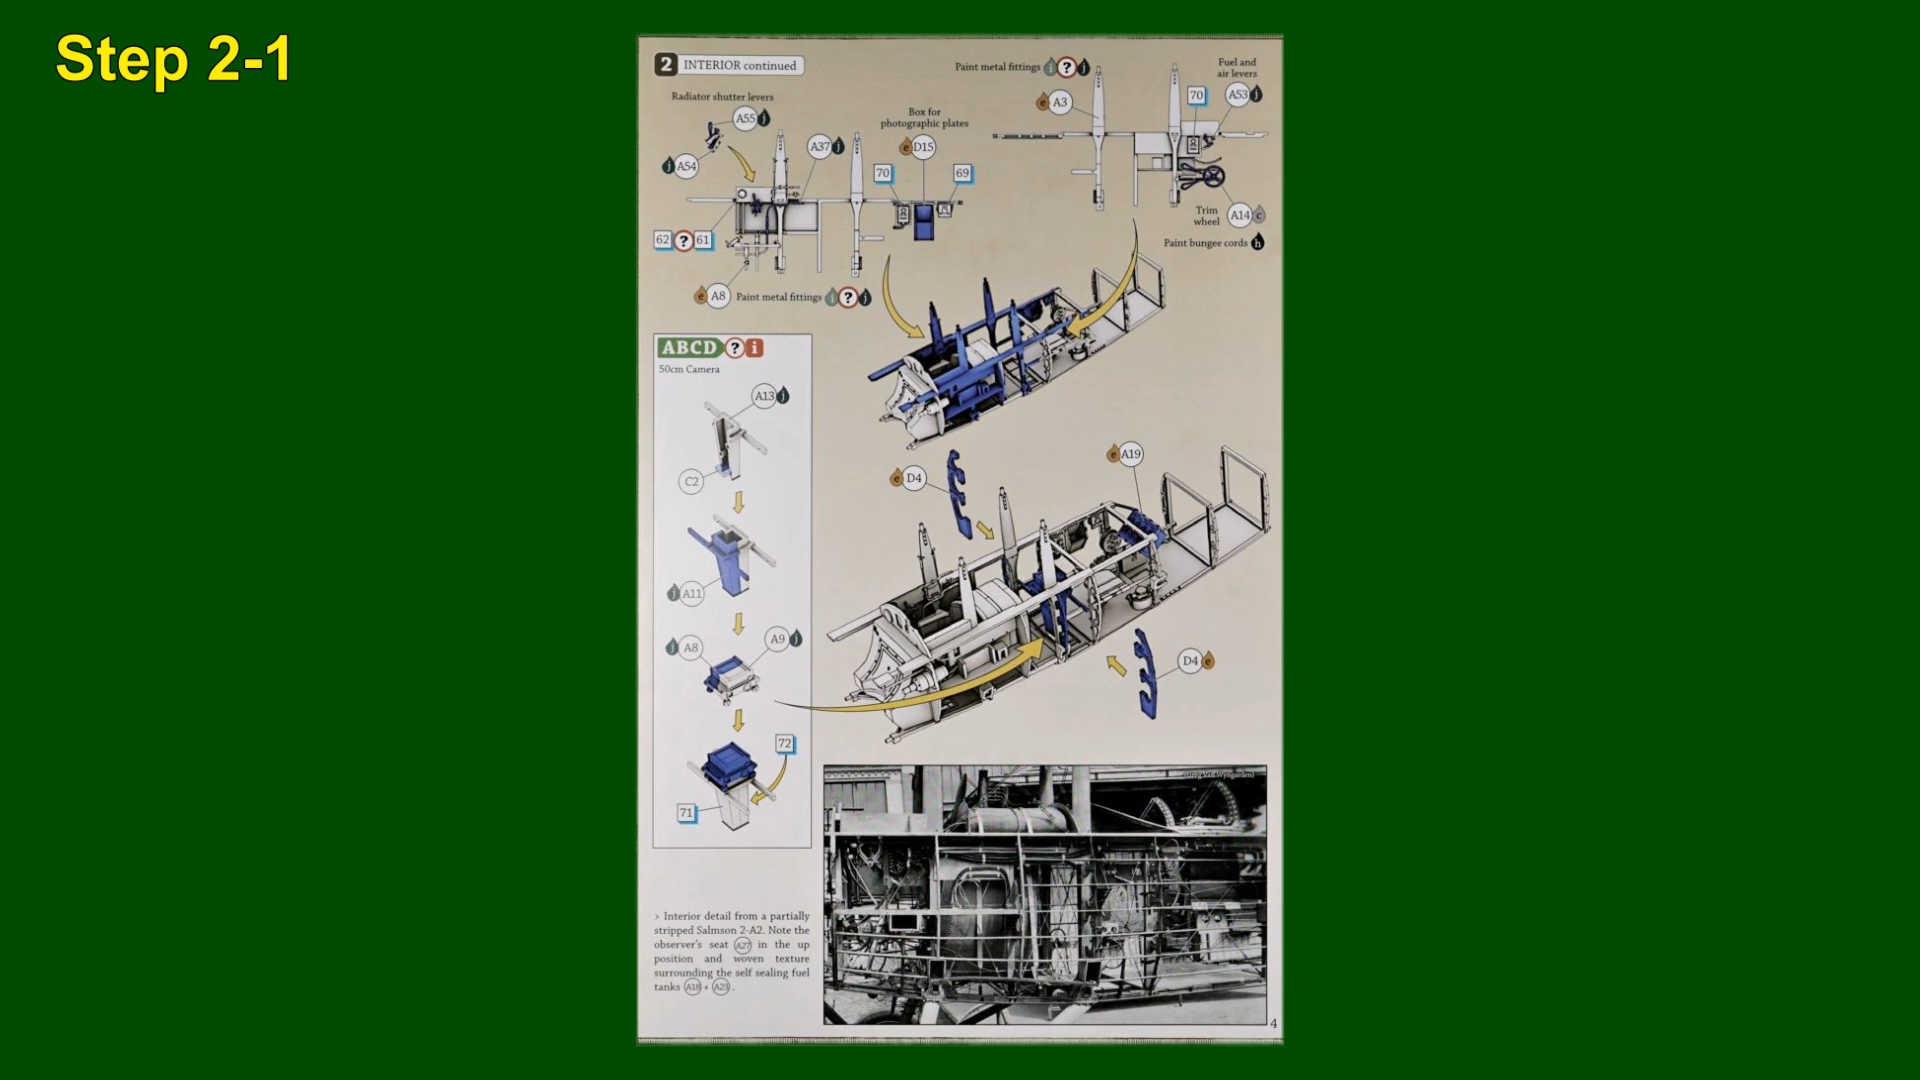 Step 2-1
2 INTERIOR continued
Paint metal fittings i ? j
Fuel and
air levers
Radiator shutter levers
e A3
70
A53 j
A55 j
Box for
photographic plates
A37 j
e D15
j A54
70
69
Trim
wheel
A14 c
62 ? 61
Paint bungee cords h
e A8
Paint metal fittings i ? j
ABCD ? i
50cm Camera
A13 j
C2
e D4
e A19
j A11
j A8
A9 j
D4 e
72
71
> Interior detail from a partially
stripped Salmson 2-A2. Note the
observer's seat A27 in the up
position and woven texture
surrounding the self sealing fuel
tanks A18 + A23 .
4